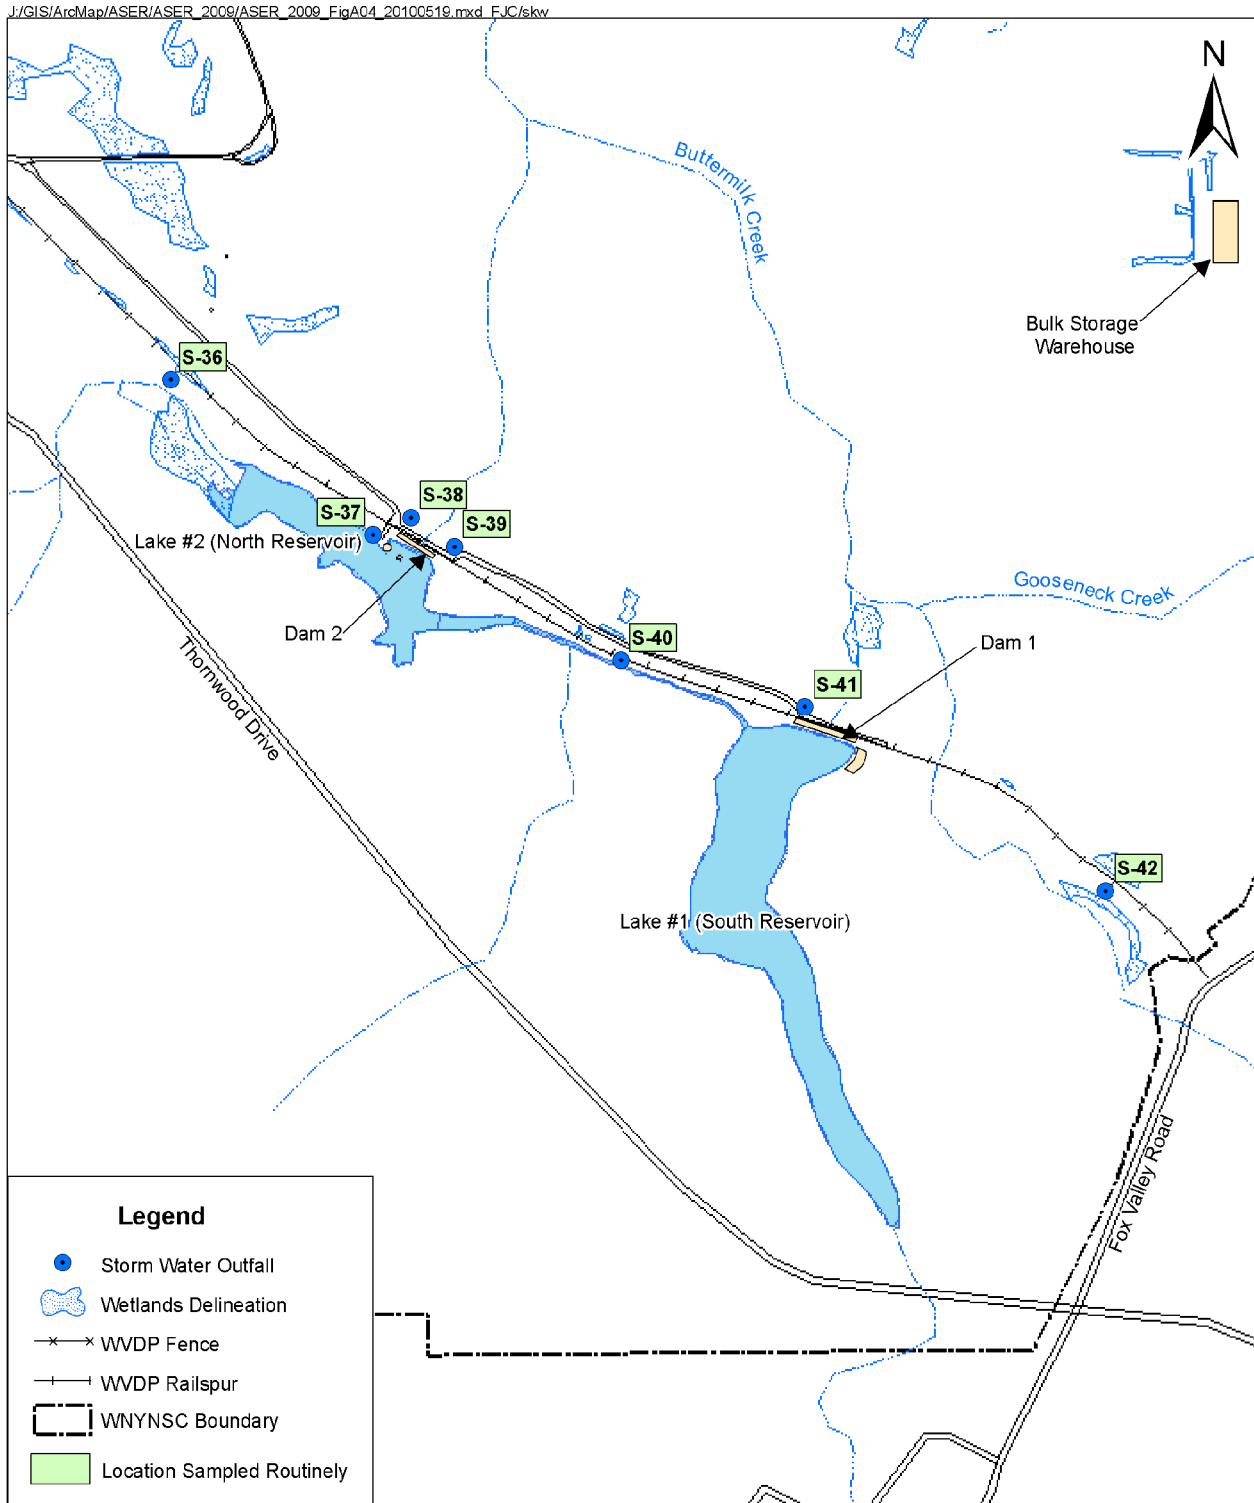 J:/GIS/ArcMap/ASER/ASER_2009/ASER_2009_FigA04_20100519.mxd FJC/skw
N
Buttermilk Creek
Bulk Storage
Warehouse
S-36
S-38
S-37
S-39
Lake #2 (North Reservoir)
Gooseneck Creek
Dam 2
S-40
Dam 1
Thornwood Drive
S-41
S-42
Lake #1 (South Reservoir)
Fox Valley Road
Legend
Storm Water Outfall
Wetlands Delineation
WVDP Fence
WVDP Railspur
WNYNSC Boundary
Location Sampled Routinely